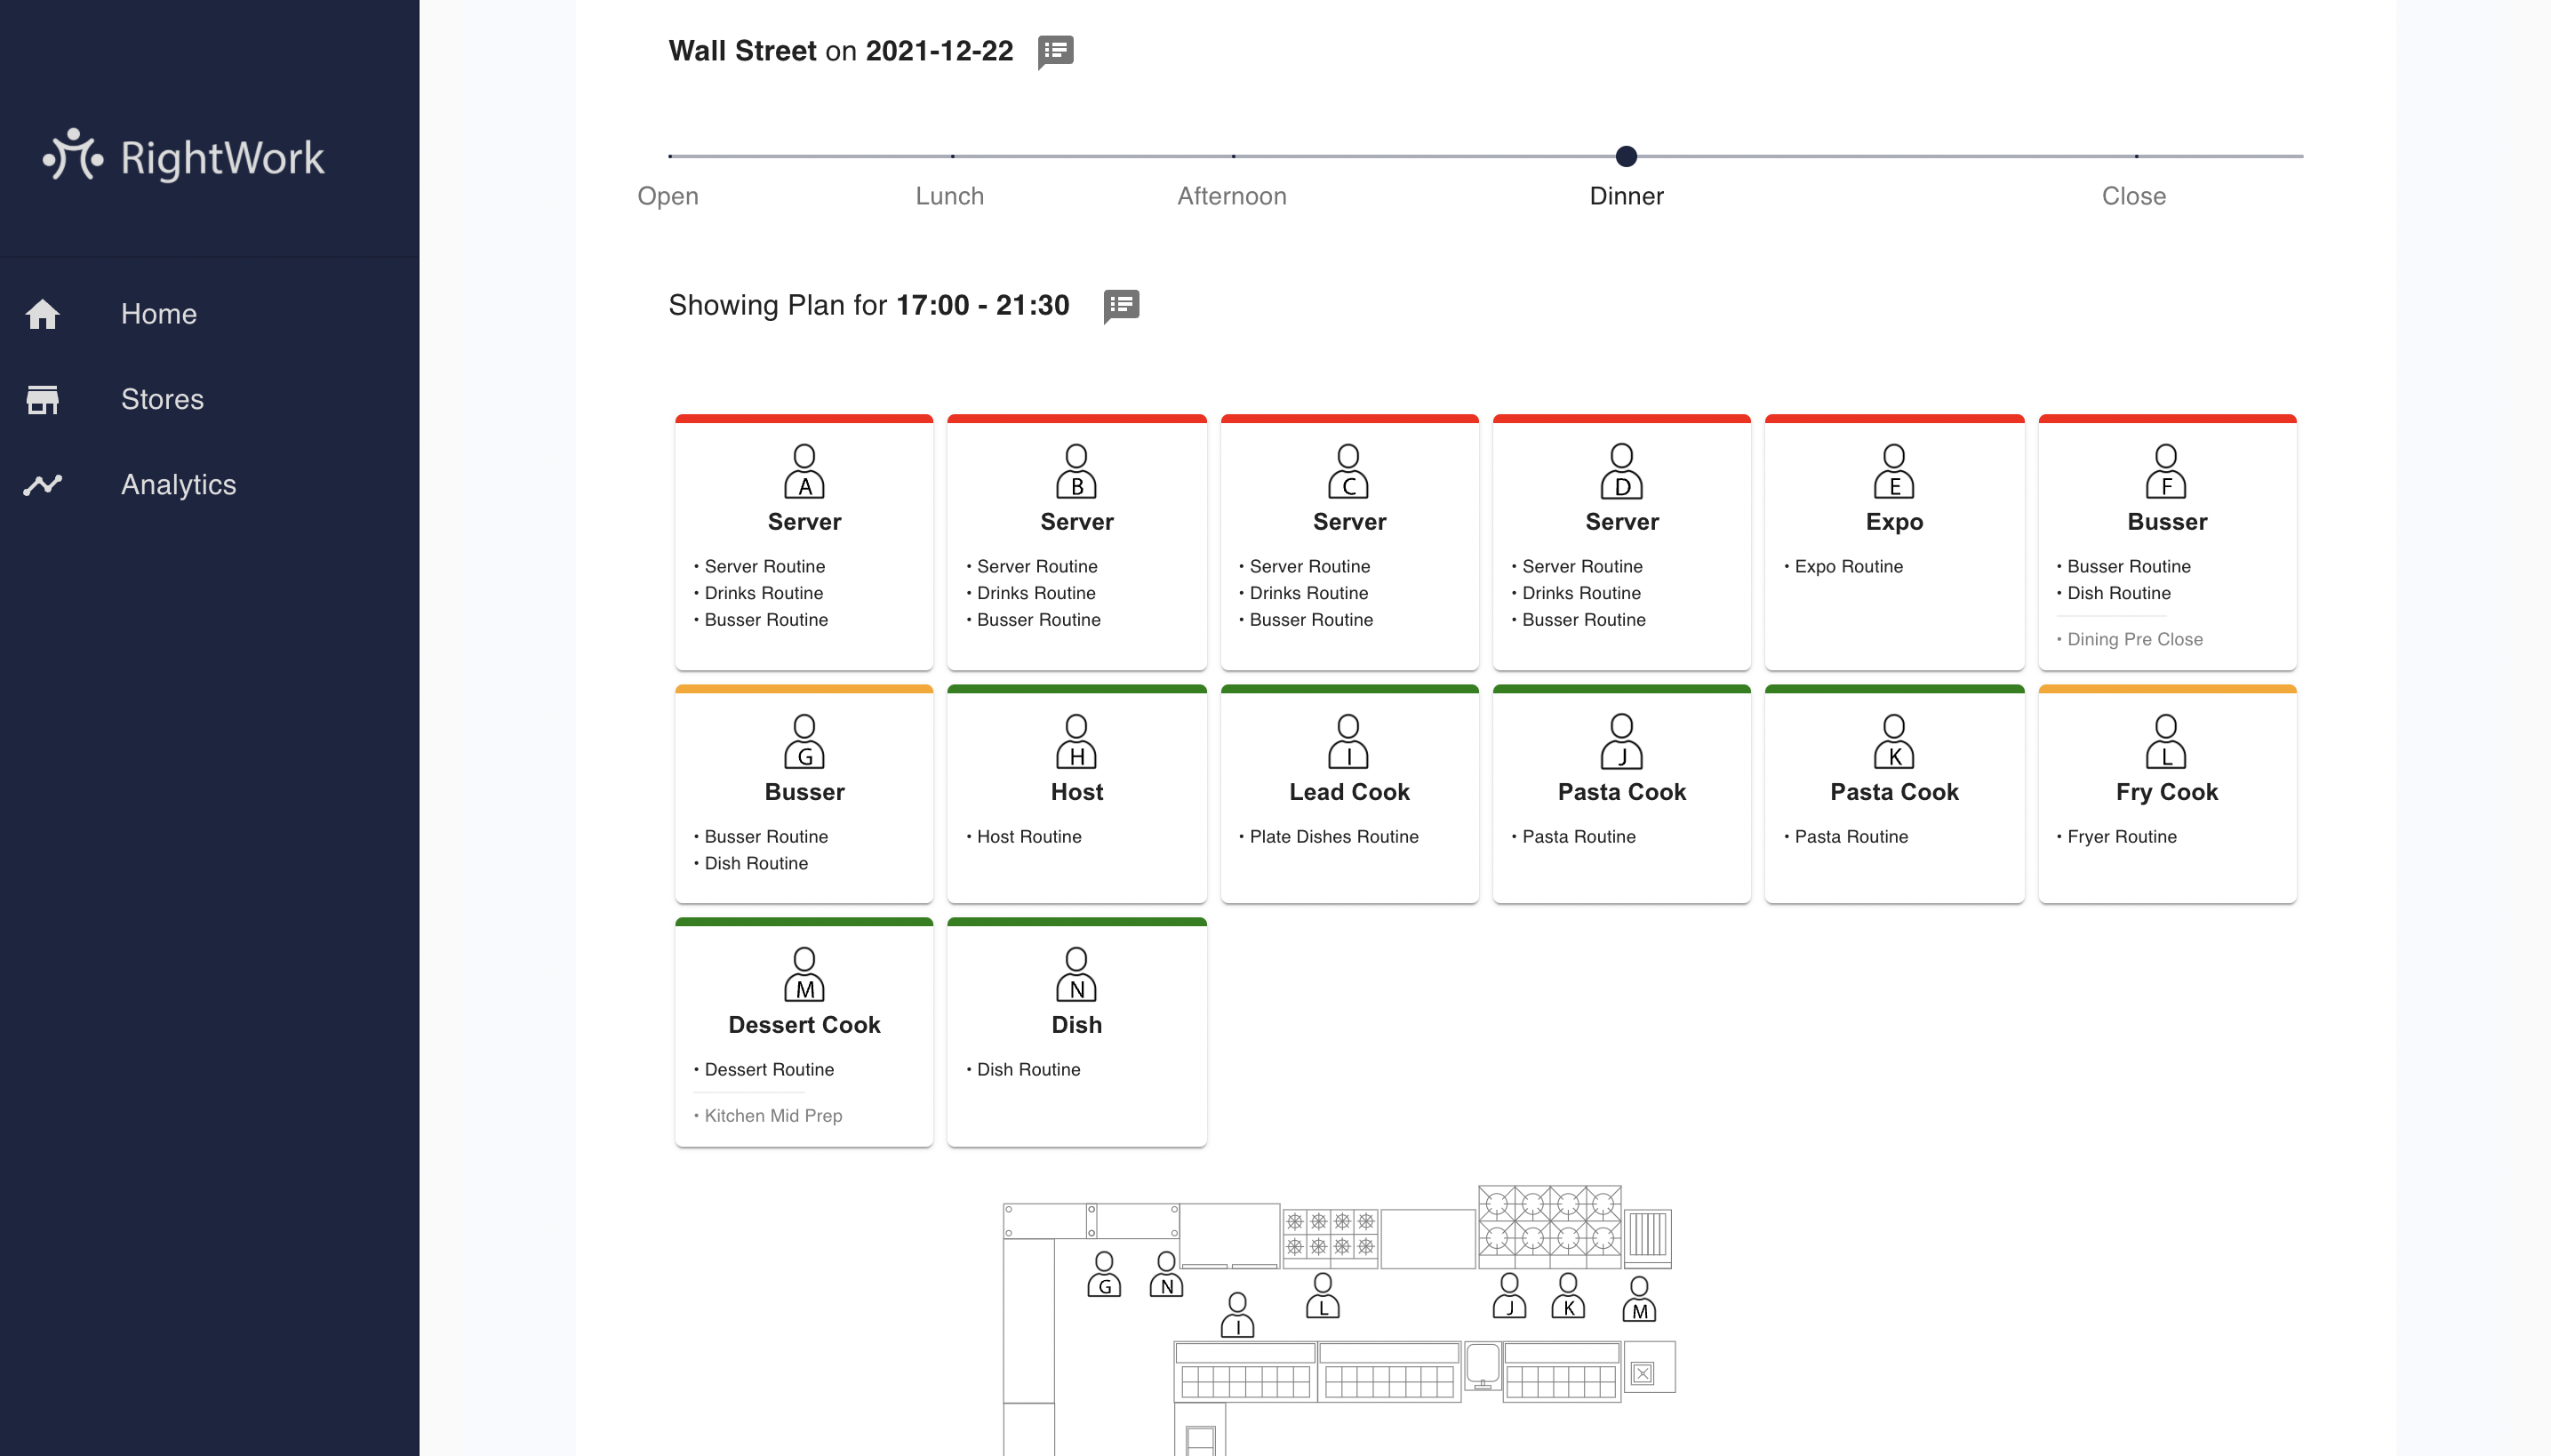 RightWork
Home
Stores
Analytics
Wall Street on 2021-12-22
Open
Lunch
Afternoon
Dinner
Close
Showing Plan for 17:00 - 21:30
A
Server
• Server Routine
• Drinks Routine
• Busser Routine
B
Server
• Server Routine
• Drinks Routine
• Busser Routine
C
Server
• Server Routine
• Drinks Routine
• Busser Routine
D
Server
• Server Routine
• Drinks Routine
• Busser Routine
E
Expo
• Expo Routine
F
Busser
• Busser Routine
• Dish Routine
• Dining Pre Close
G
Busser
• Busser Routine
• Dish Routine
H
Host
• Host Routine
I
Lead Cook
• Plate Dishes Routine
J
Pasta Cook
• Pasta Routine
K
Pasta Cook
• Pasta Routine
L
Fry Cook
• Fryer Routine
M
Dessert Cook
• Dessert Routine
• Kitchen Mid Prep
N
Dish
• Dish Routine
G
N
I
L
J
K
M